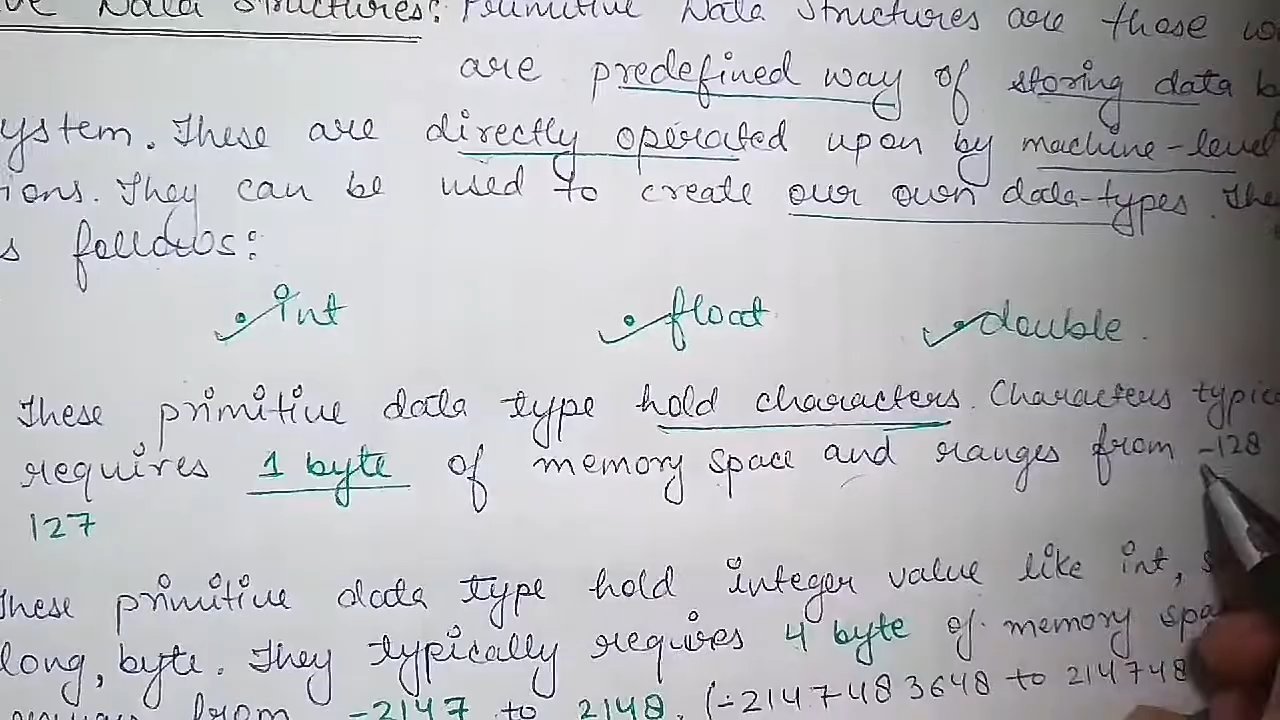 Data Structures: Primitive Data Structures are those
are predefined way of storing data
ystem. These are directly operated upon by machine-level
ions. They can be used to create our own data-types. The
s follows:
int float double.
These primitive data type hold characters. Characters typic
requires 1 byte of memory space and ranges from -128
127
These primitive data type hold integer value like int, s
long, byte. They typically requires 4 byte of memory spa
from -2147 to 2148. (-2147483648 to 214748